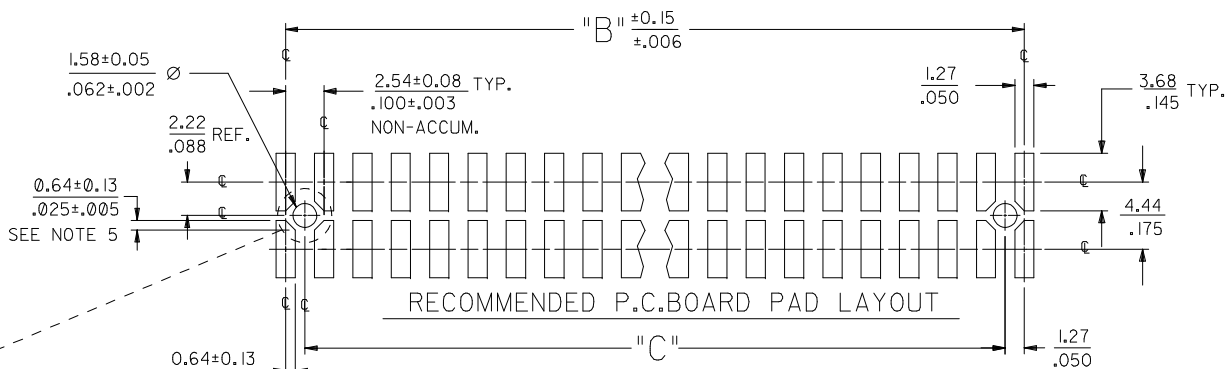 "B" ±0.15
±.006
1.58±0.05 Ø
.062±.002
2.54±0.08 TYP.
.100±.003
NON-ACCUM.
1.27
.050
3.68 TYP.
.145
2.22 REF.
.088
0.64±0.13
.025±.005
SEE NOTE 5
4.44
.175
RECOMMENDED P.C.BOARD PAD LAYOUT
"C"
0.64±0.13
1.27
.050